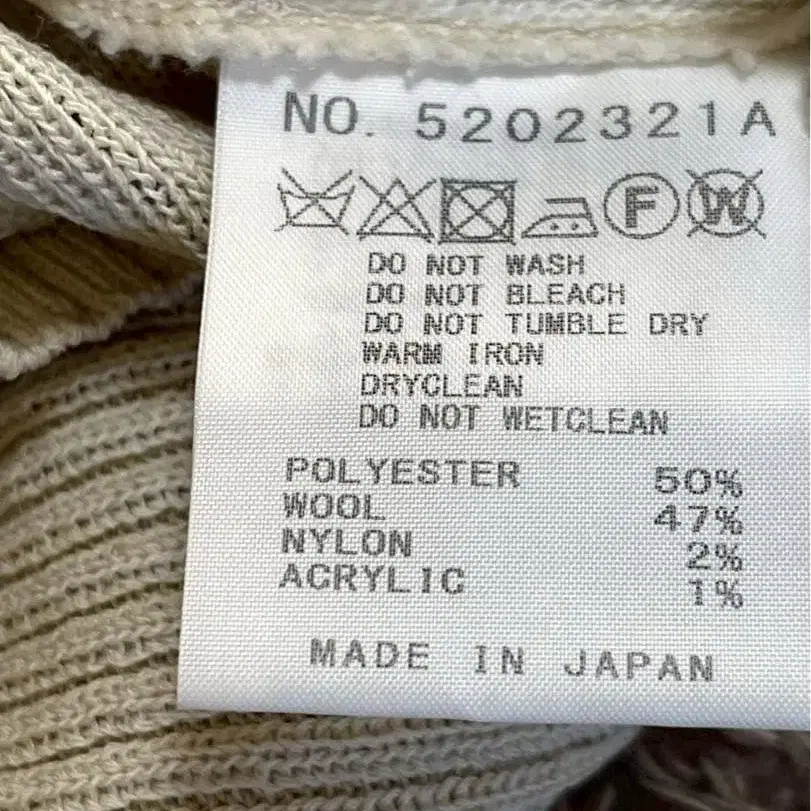 NO. 5202321A
F W
DO NOT WASH
DO NOT BLEACH
DO NOT TUMBLE DRY
WARM IRON
DRYCLEAN
DO NOT WETCLEAN
POLYESTER 50%
WOOL 47%
NYLON 2%
ACRYLIC 1%
MADE IN JAPAN